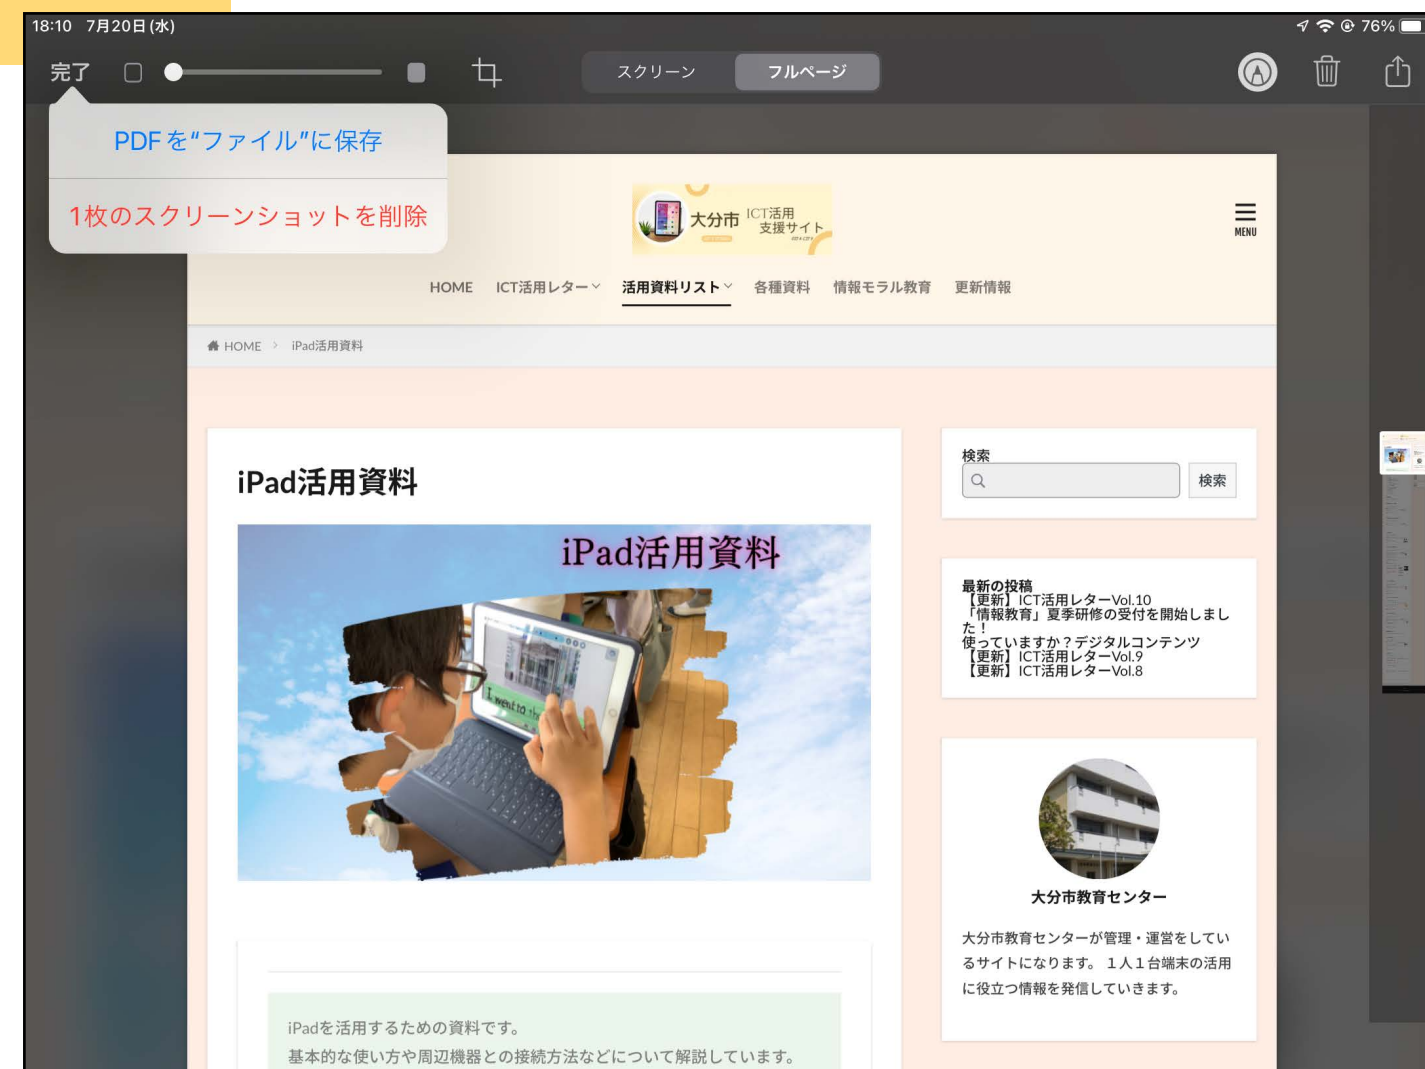 18:10 7月20日(水)
76%
完了
スクリーン
フルページ
PDFを“ファイル”に保存
1枚のスクリーンショットを削除
大分市 ICT活用
支援サイト
MENU
HOME ICT活用レター 活用資料リスト 各種資料 情報モラル教育 更新情報
HOME > iPad活用資料
iPad活用資料
iPad活用資料
I went to th
検索
検索
最新の投稿
【更新】ICT活用レターVol.10
「情報教育」夏季研修の受付を開始しまし
た！
使っていますか？デジタルコンテンツ
【更新】ICT活用レターVol.9
【更新】ICT活用レターVol.8
大分市教育センター
大分市教育センターが管理・運営をしてい
るサイトになります。１人１台端末の活用
に役立つ情報を発信していきます。
iPadを活用するための資料です。
基本的な使い方や周辺機器との接続方法などについて解説しています。